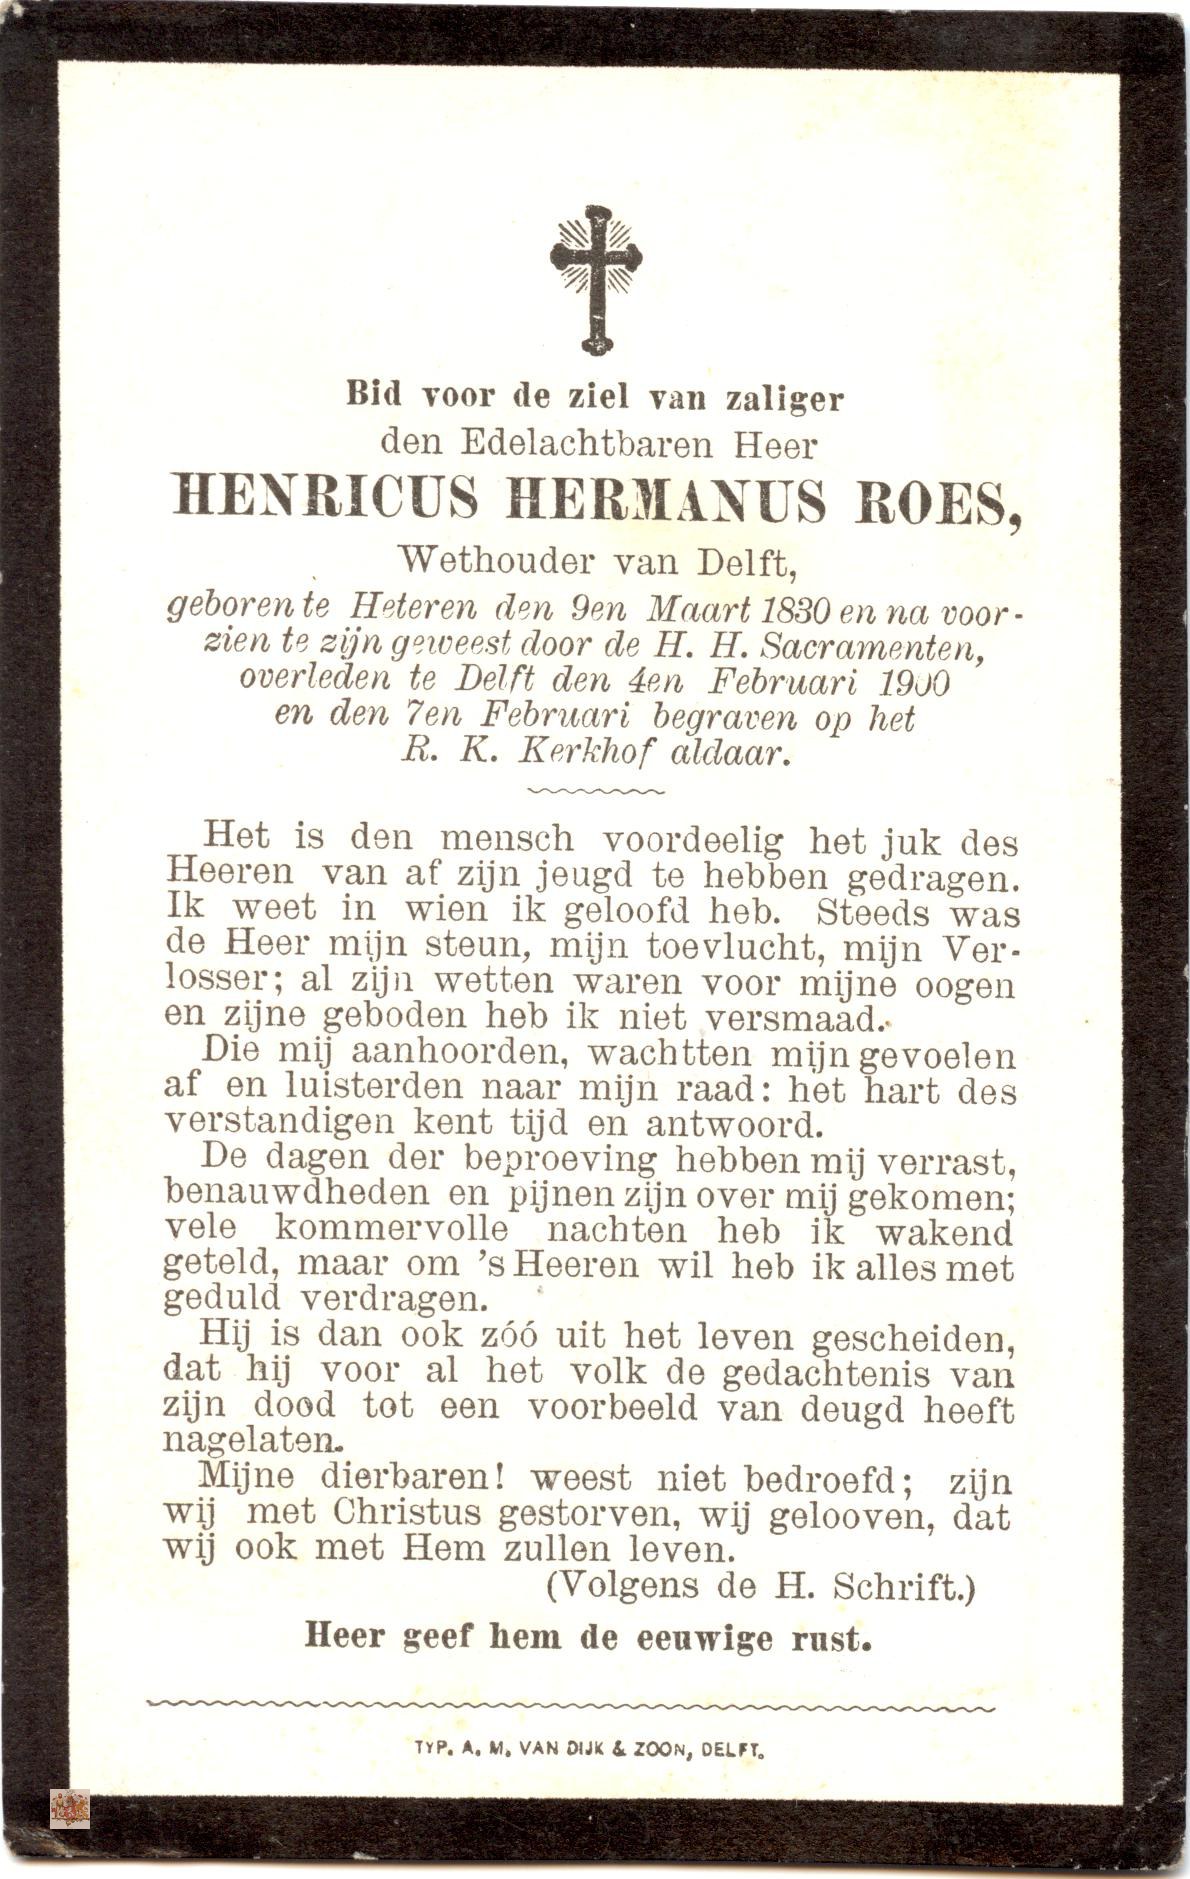 Bid voor de ziel van zaliger
den Edelachtbaren Heer
HENRICUS HERMANUS ROES,
Wethouder van Delft,
geboren te Heteren den 9en Maart 1830 en na voor-
zien te zijn geweest door de H. H. Sacramenten,
overleden te Delft den 4en Februari 1900
en den 7en Februari begraven op het
R. K. Kerkhof aldaar.
Het is den mensch voordeelig het juk des
Heeren van af zijn jeugd te hebben gedragen.
Ik weet in wien ik geloofd heb. Steeds was
de Heer mijn steun, mijn toevlucht, mijn Ver-
losser; al zijn wetten waren voor mijne oogen
en zijne geboden heb ik niet versmaad.
Die mij aanhoorden, wachtten mijn gevoelen
af en luisterden naar mijn raad: het hart des
verstandigen kent tijd en antwoord.
De dagen der beproeving hebben mij verrast,
benauwdheden en pijnen zijn over mij gekomen;
vele kommervolle nachten heb ik wakend
geteld, maar om 's Heeren wil heb ik alles met
geduld verdragen.
Hij is dan ook zóó uit het leven gescheiden,
dat hij voor al het volk de gedachtenis van
zijn dood tot een voorbeeld van deugd heeft
nagelaten.
Mijne dierbaren! weest niet bedroefd; zijn
wij met Christus gestorven, wij gelooven, dat
wij ook met Hem zullen leven.
(Volgens de H. Schrift.)
Heer geef hem de eeuwige rust.
TYP. A. M. VAN DIJK & ZOON, DELFT.